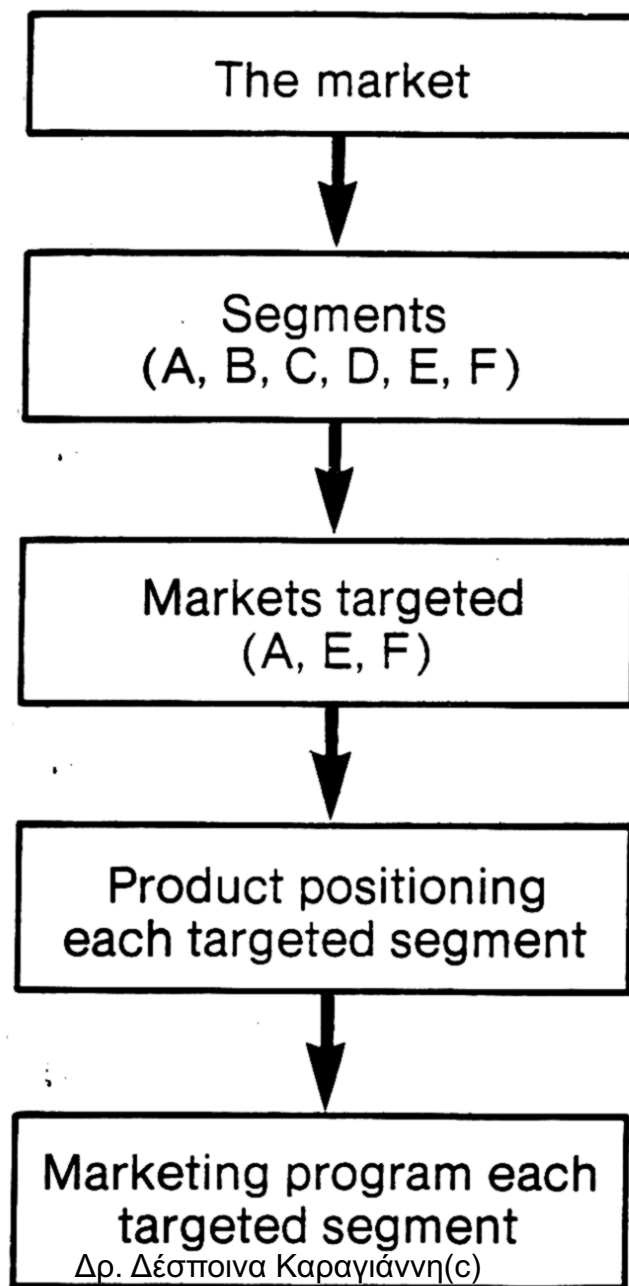 The market
Segments
(A, B, C, D, E, F)
Markets targeted
(A, E, F)
Product positioning
each targeted segment
Marketing program each
targeted segment
Δρ. Δέσποινα Καραγιάννη(c)